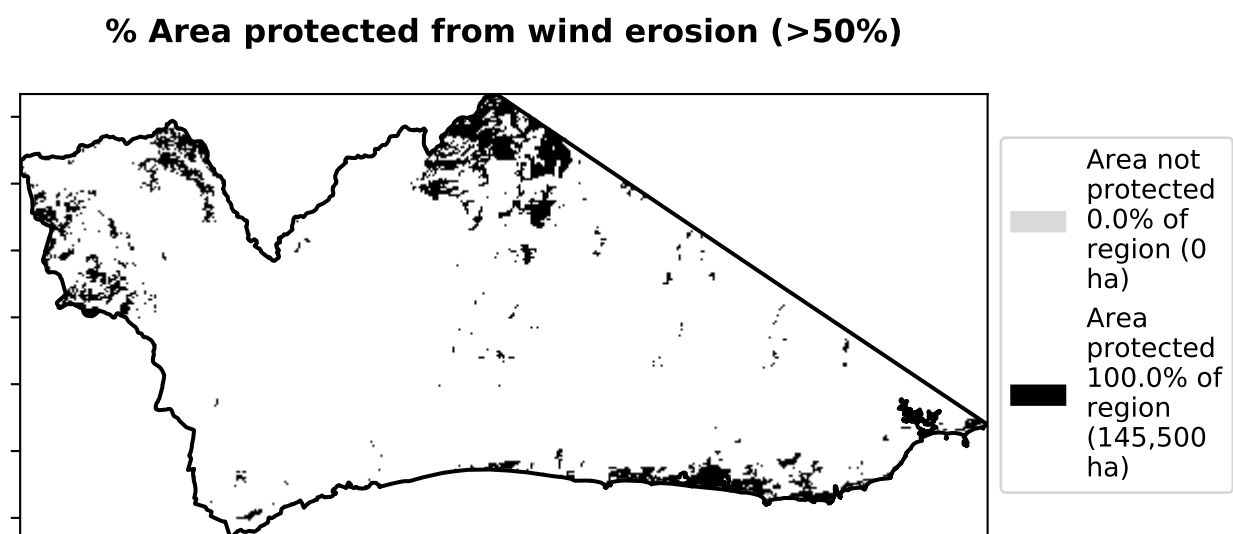 % Area protected from wind erosion (>50%)
Area not
protected
0.0% of
region (0
ha)
Area
protected
100.0% of
region
(145,500
ha)